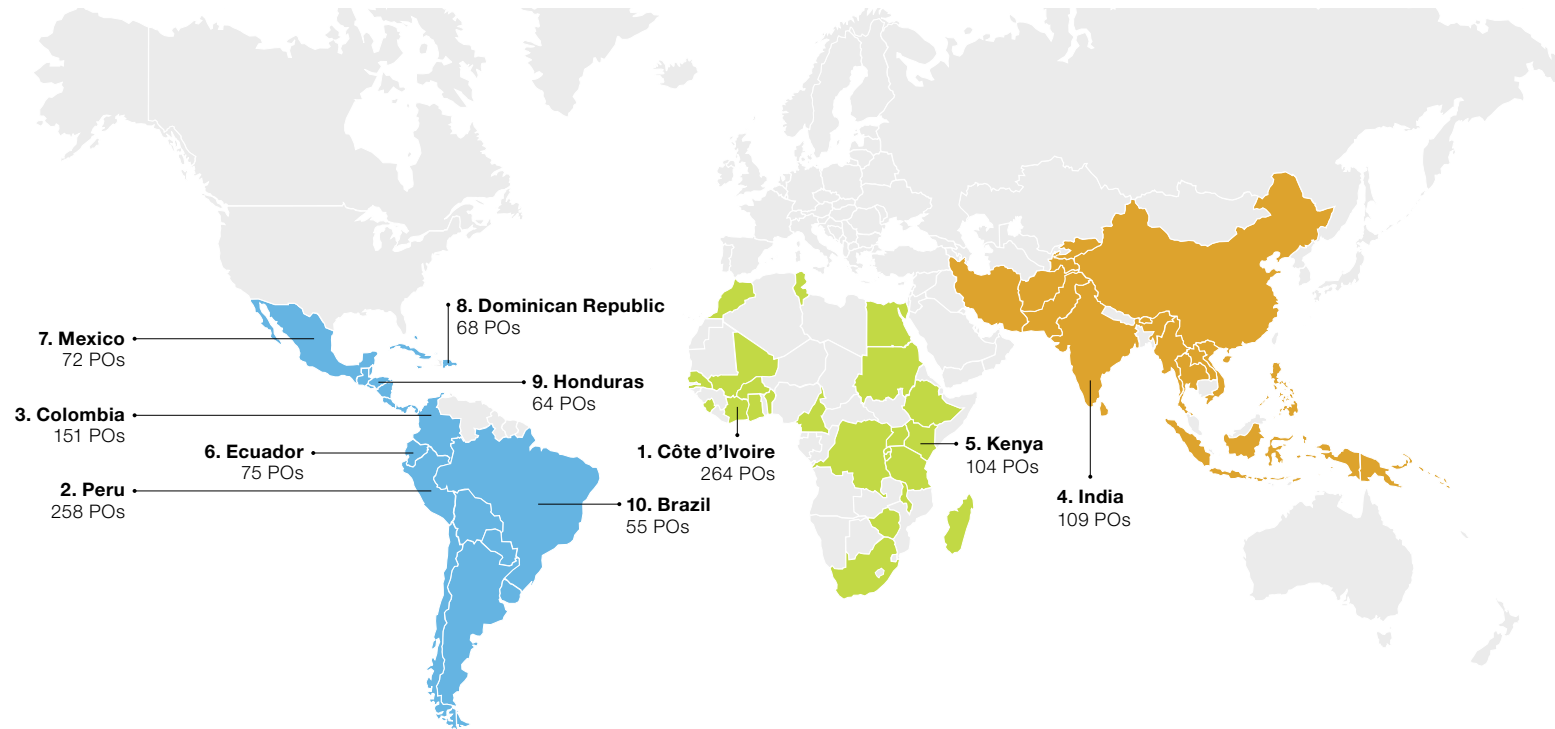 8. Dominican Republic
68 POs
7. Mexico
72 POs
9. Honduras
64 POs
3. Colombia
151 POs
6. Ecuador
75 POs
1. Côte d’Ivoire
264 POs
5. Kenya
104 POs
2. Peru
258 POs
10. Brazil
55 POs
4. India
109 POs